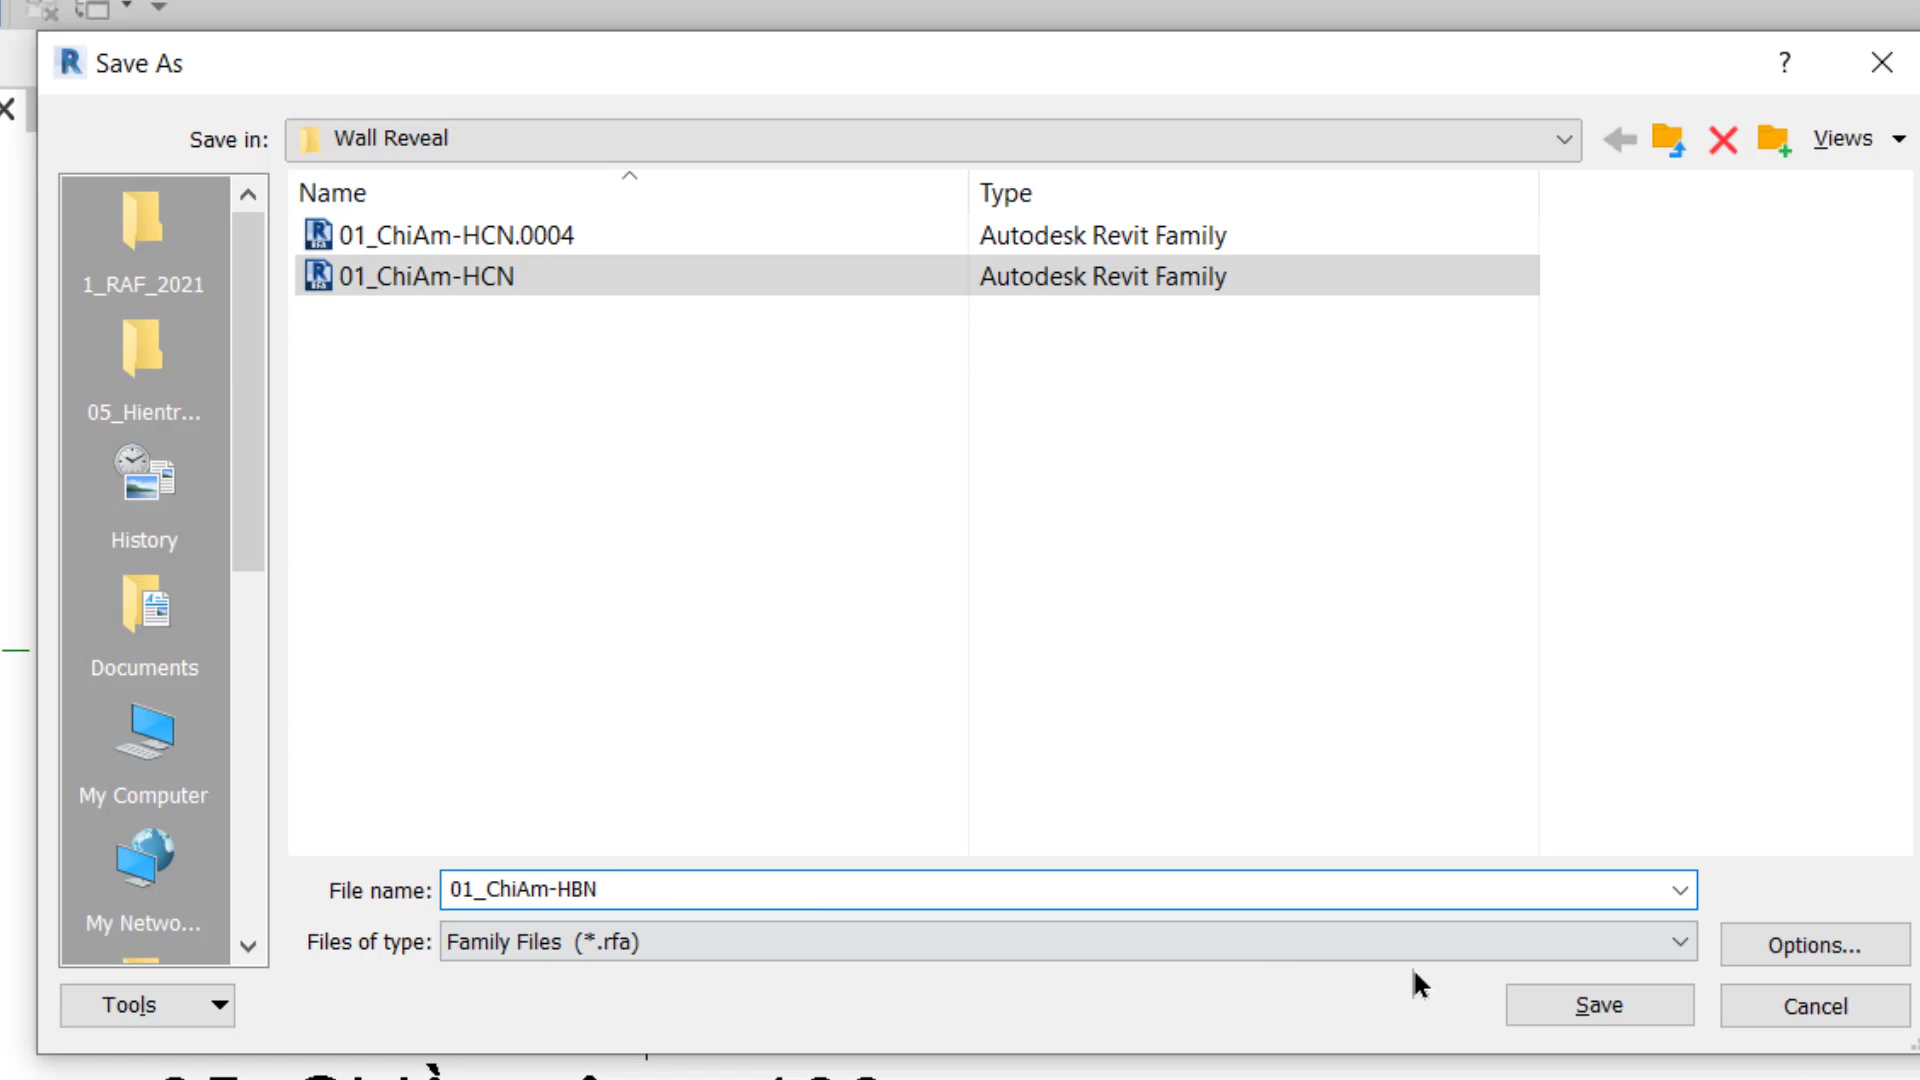 Save As
?
Save in:
Wall Reveal
Views
Name
Type
01_ChiAm-HCN.0004
Autodesk Revit Family
01_ChiAm-HCN
Autodesk Revit Family
1_RAF_2021
05_Hientr...
History
Documents
My Computer
My Netwo...
File name:
01_ChiAm-HBN
Files of type:
Family Files (*.rfa)
Options...
Tools
Save
Cancel